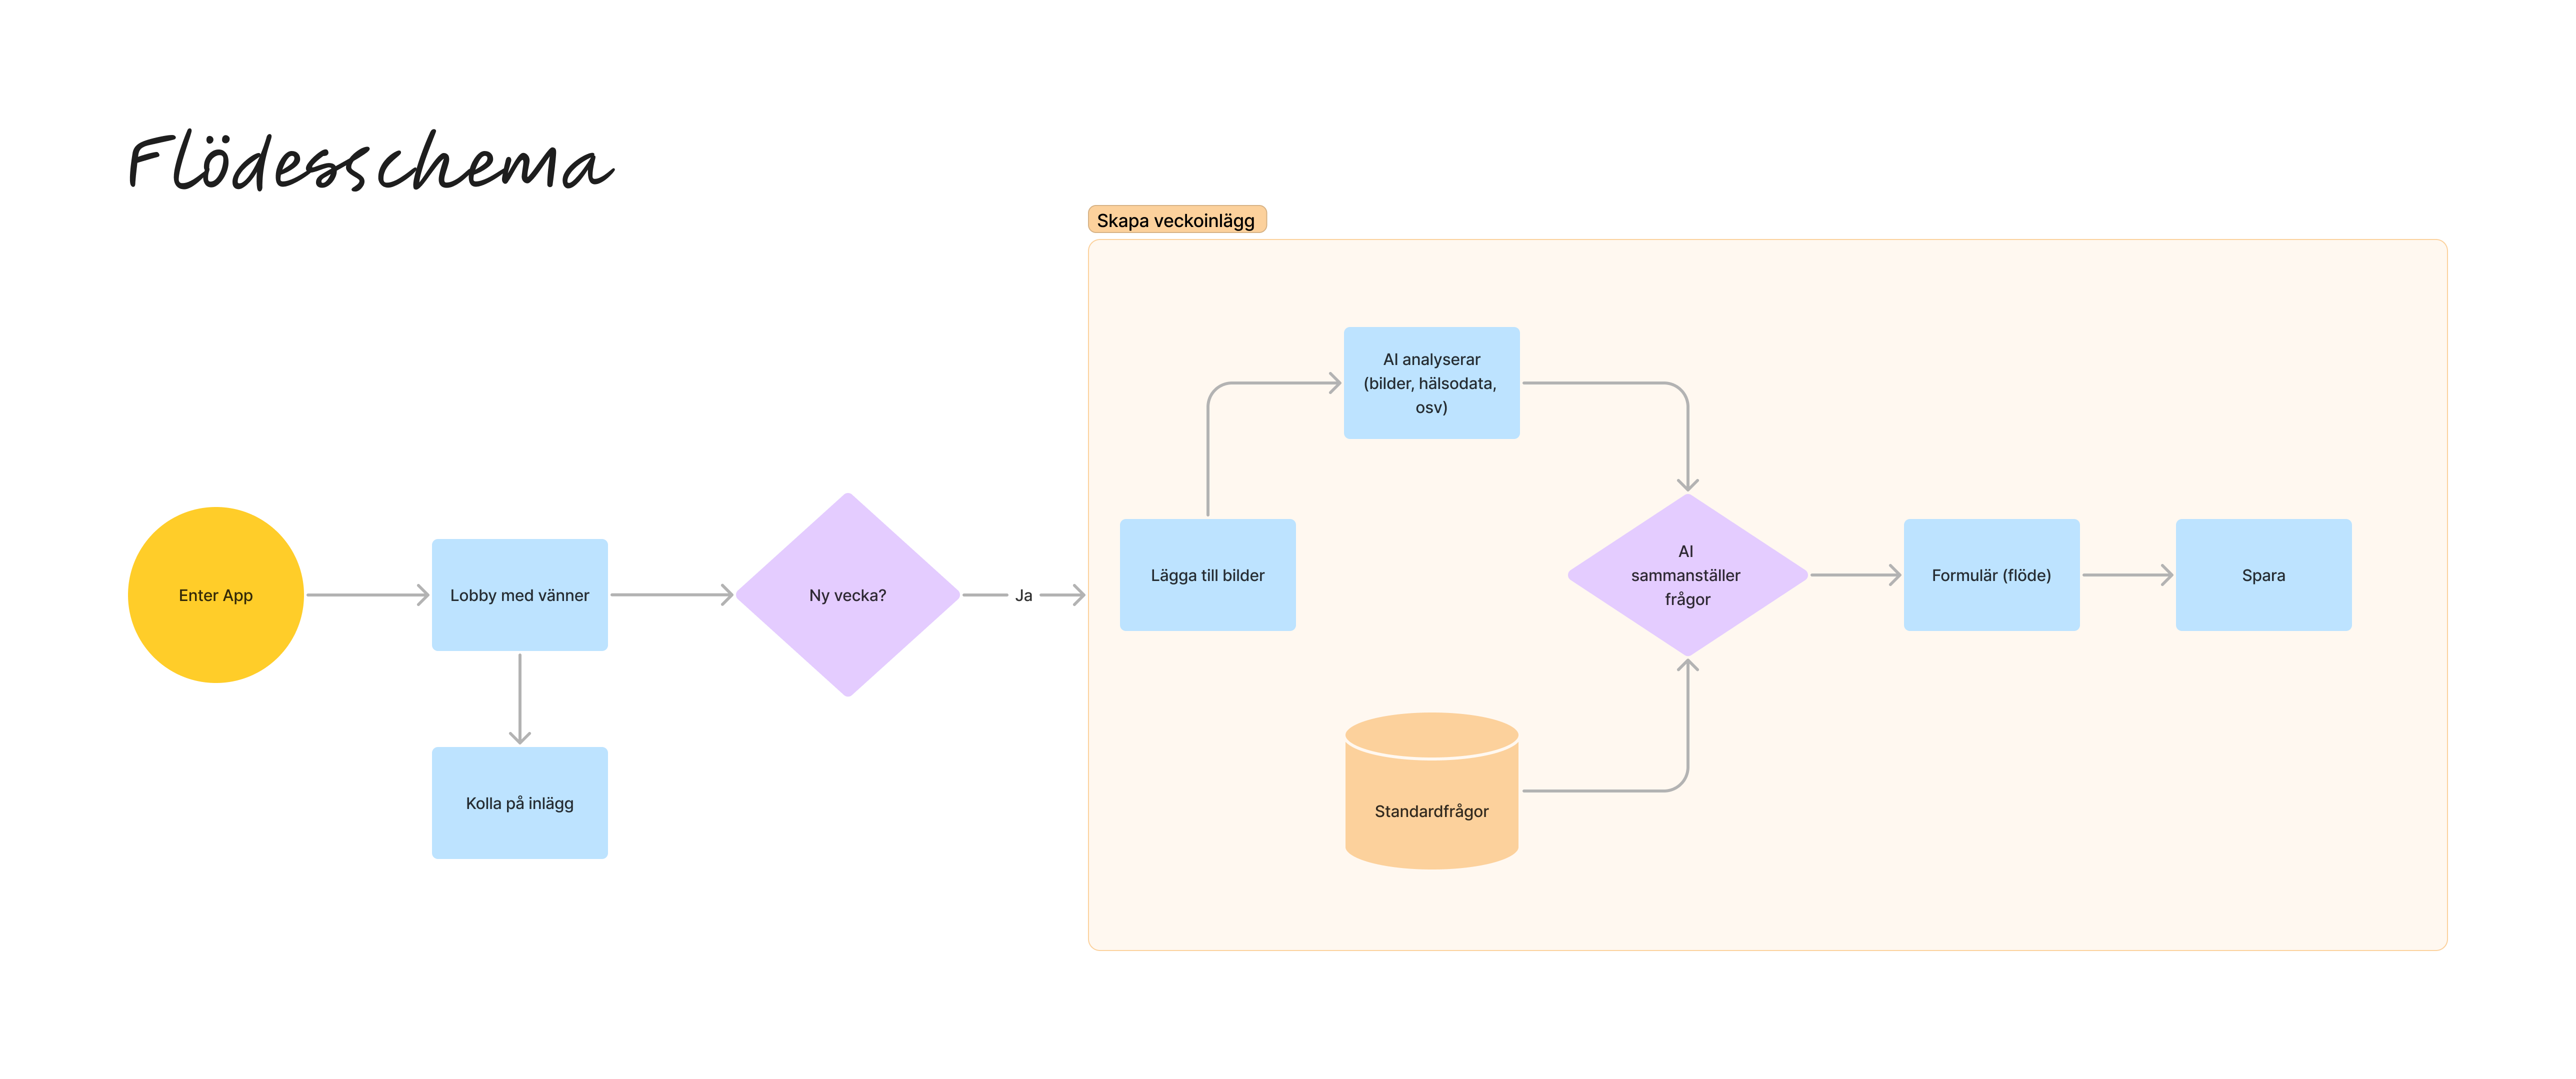 Flödesschema
Skapa veckoinlägg
Enter App
Lobby med vänner
Kolla på inlägg
Ny vecka?
Ja
Lägga till bilder
AI analyserar
(bilder, hälsodata,
osv)
Standardfrågor
AI
sammanställer
frågor
Formulär (flöde)
Spara